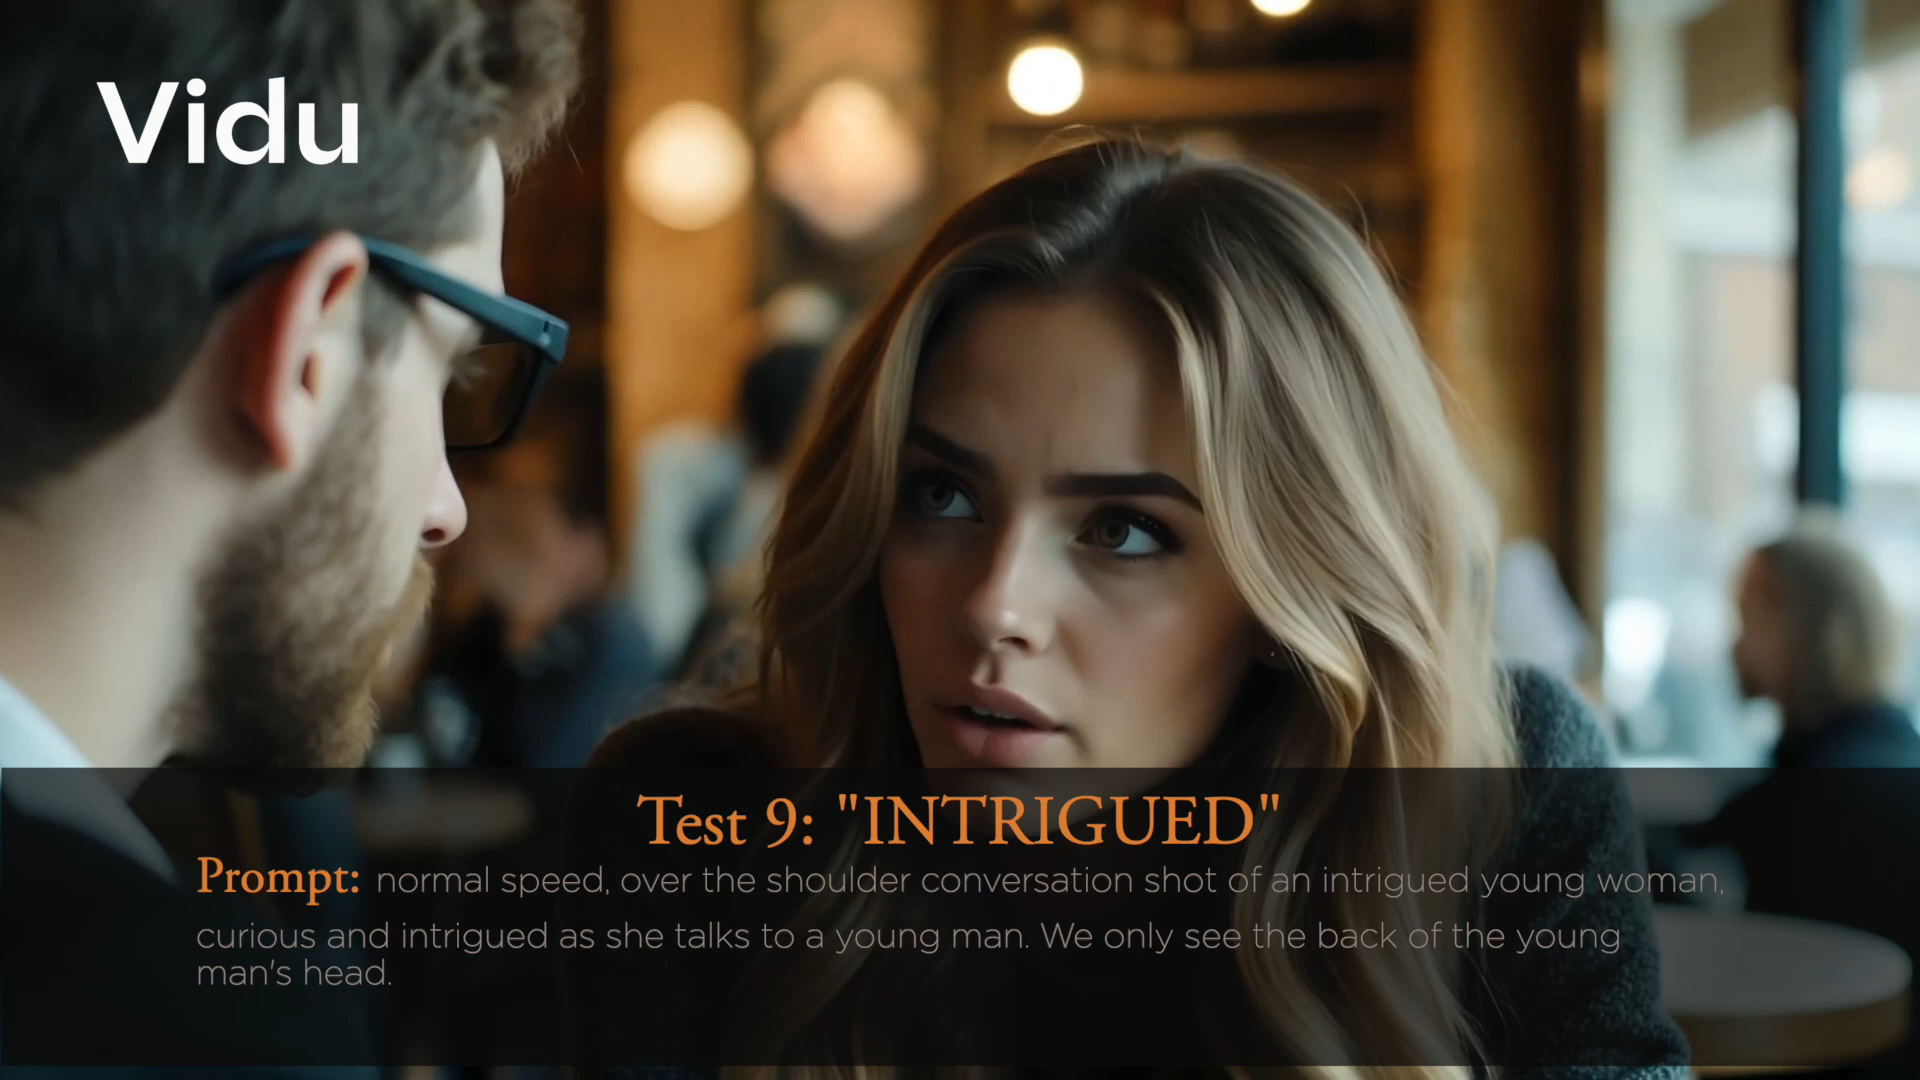 Vidu
Test 9: "INTRIGUED"
Prompt: normal speed, over the shoulder conversation shot of an intrigued young woman,
curious and intrigued as she talks to a young man. We only see the back of the young
man's head.